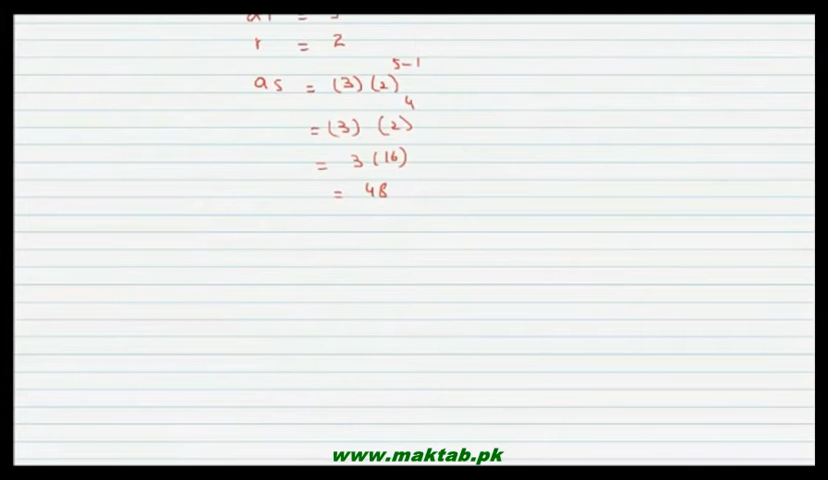 r = 2
a5 = (3) (2)^5-1
= (3) (2)^4
= 3 (16)
= 48
www.maktab.pk